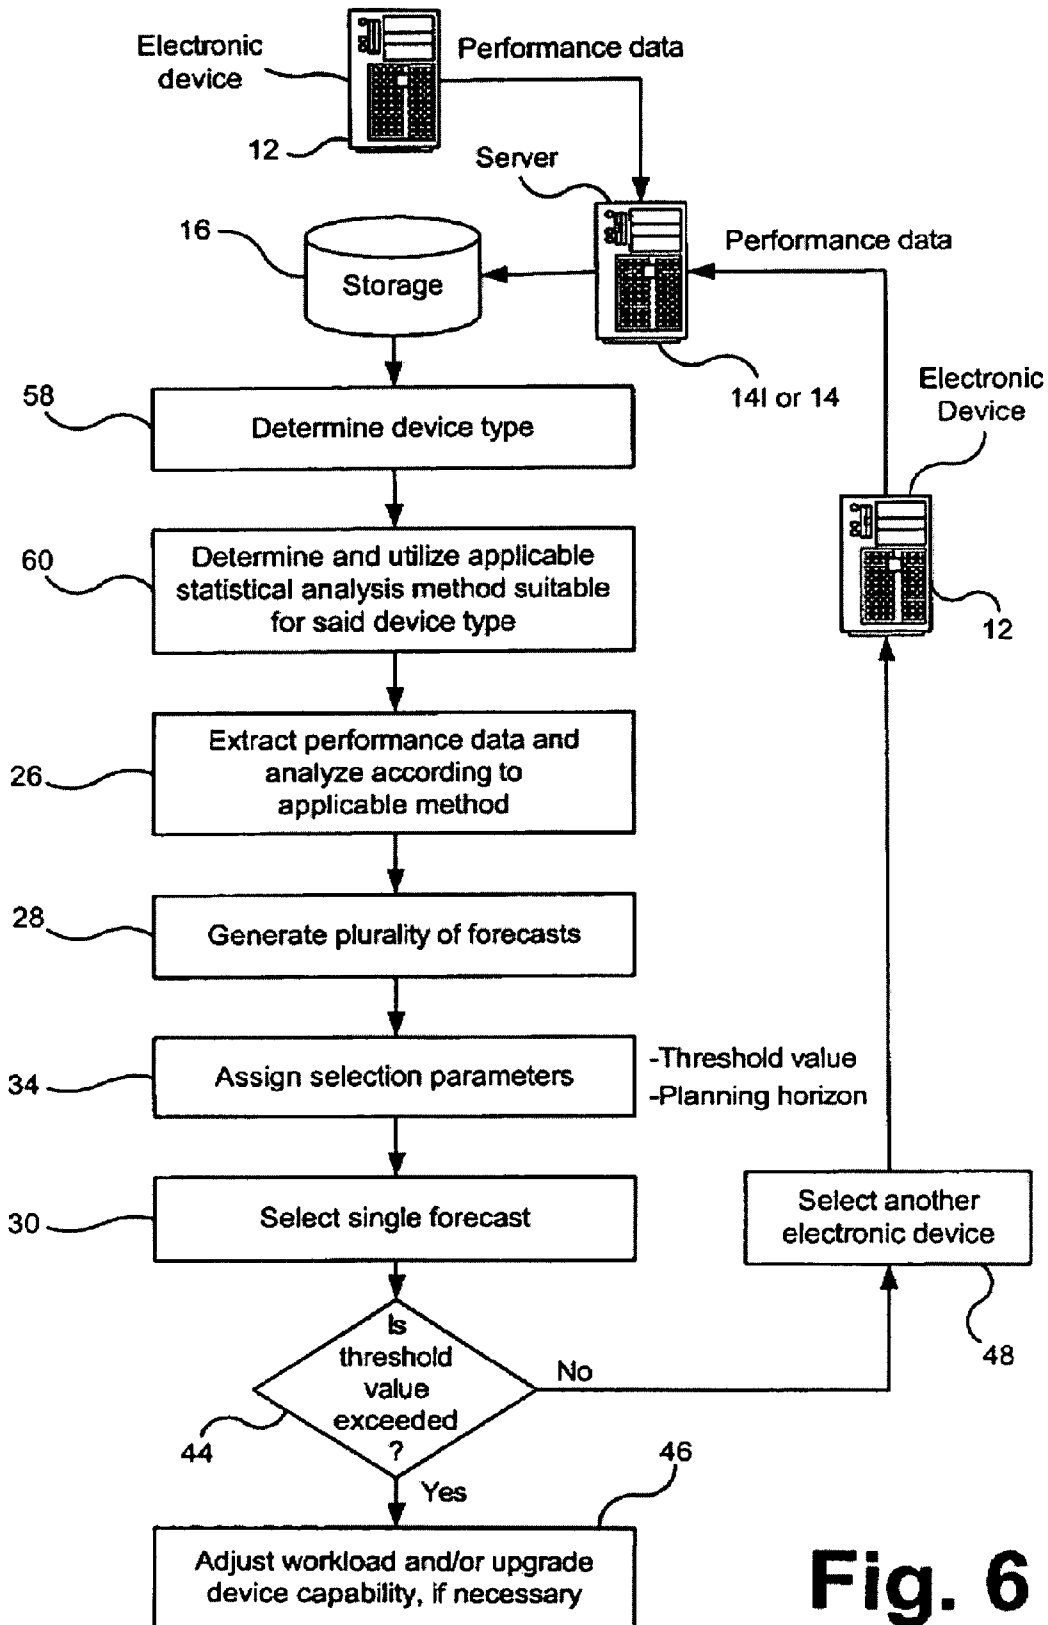 Electronic
device
Performance data
12
Server
16
Storage
Performance data
14I or 14
Electronic
Device
58
Determine device type
60
Determine and utilize applicable
statistical analysis method suitable
for said device type
12
26
Extract performance data and
analyze according to
applicable method
28
Generate plurality of forecasts
34
Assign selection parameters
-Threshold value
-Planning horizon
30
Select single forecast
Select another
electronic device
48
Is
threshold
value
exceeded
?
No
44
Yes
46
Adjust workload and/or upgrade
device capability, if necessary
Fig. 6